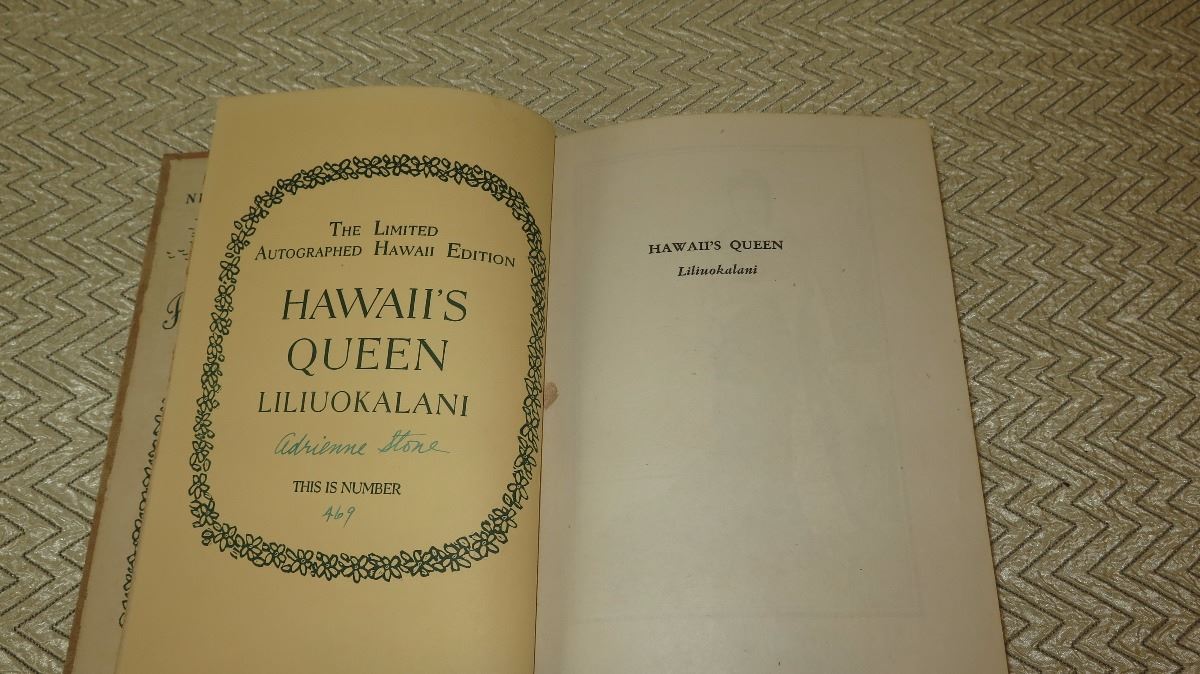 The Limited
Autographed Hawaii Edition
HAWAII'S
QUEEN
LILIUOKALANI
Adrienne Stone
THIS IS NUMBER
469
HAWAII'S QUEEN
Liliuokalani